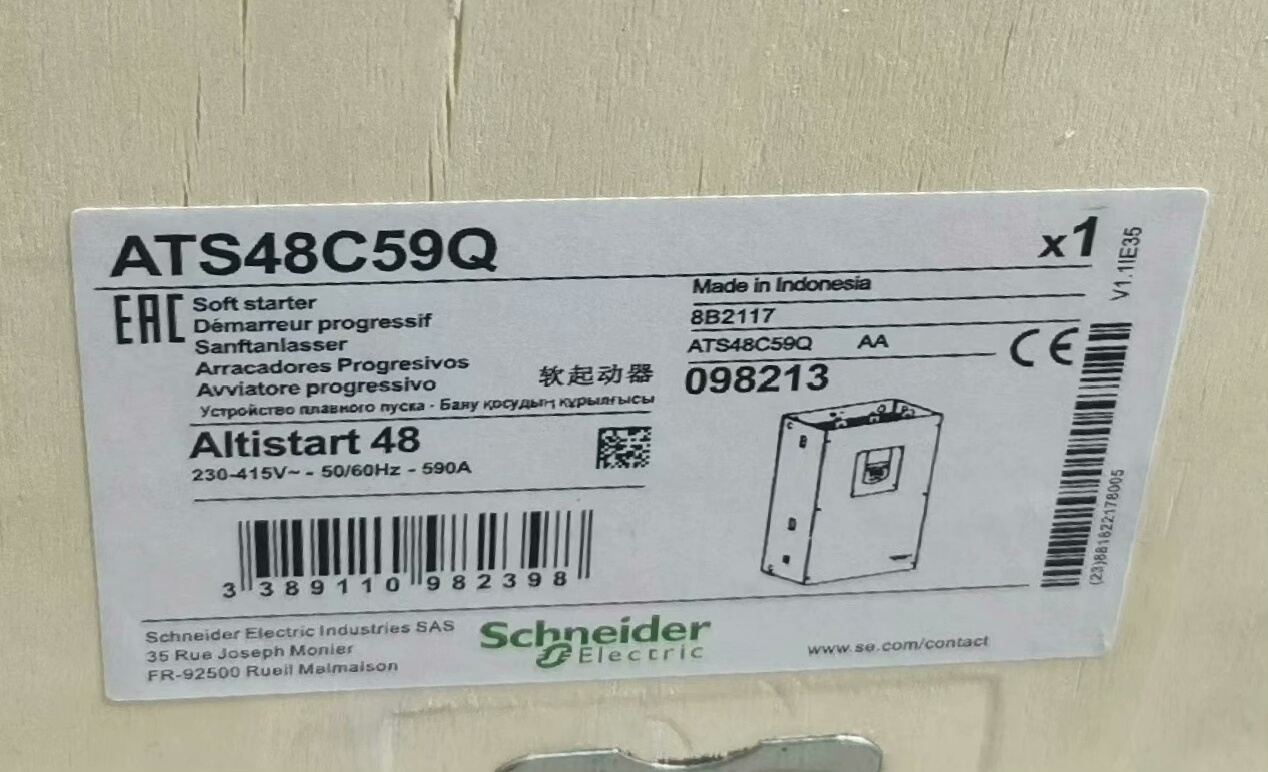 ATS48C59Q
x1
V1.1IE35
EAC
Soft starter
Démarreur progressif
Sanftanlasser
Arracadores Progresivos
Avviatore progressivo
软起动器
Устройство плавного пуска - Баяу қосудың құрылғысы
Altistart 48
230-415V~ - 50/60Hz - 590A
Made in Indonesia
8B2117
ATS48C59Q AA
098213
CE
3 389110 982398
(23)881822178005
Schneider Electric Industries SAS
35 Rue Joseph Monier
FR-92500 Rueil Malmaison
Schneider
Electric
www.se.com/contact